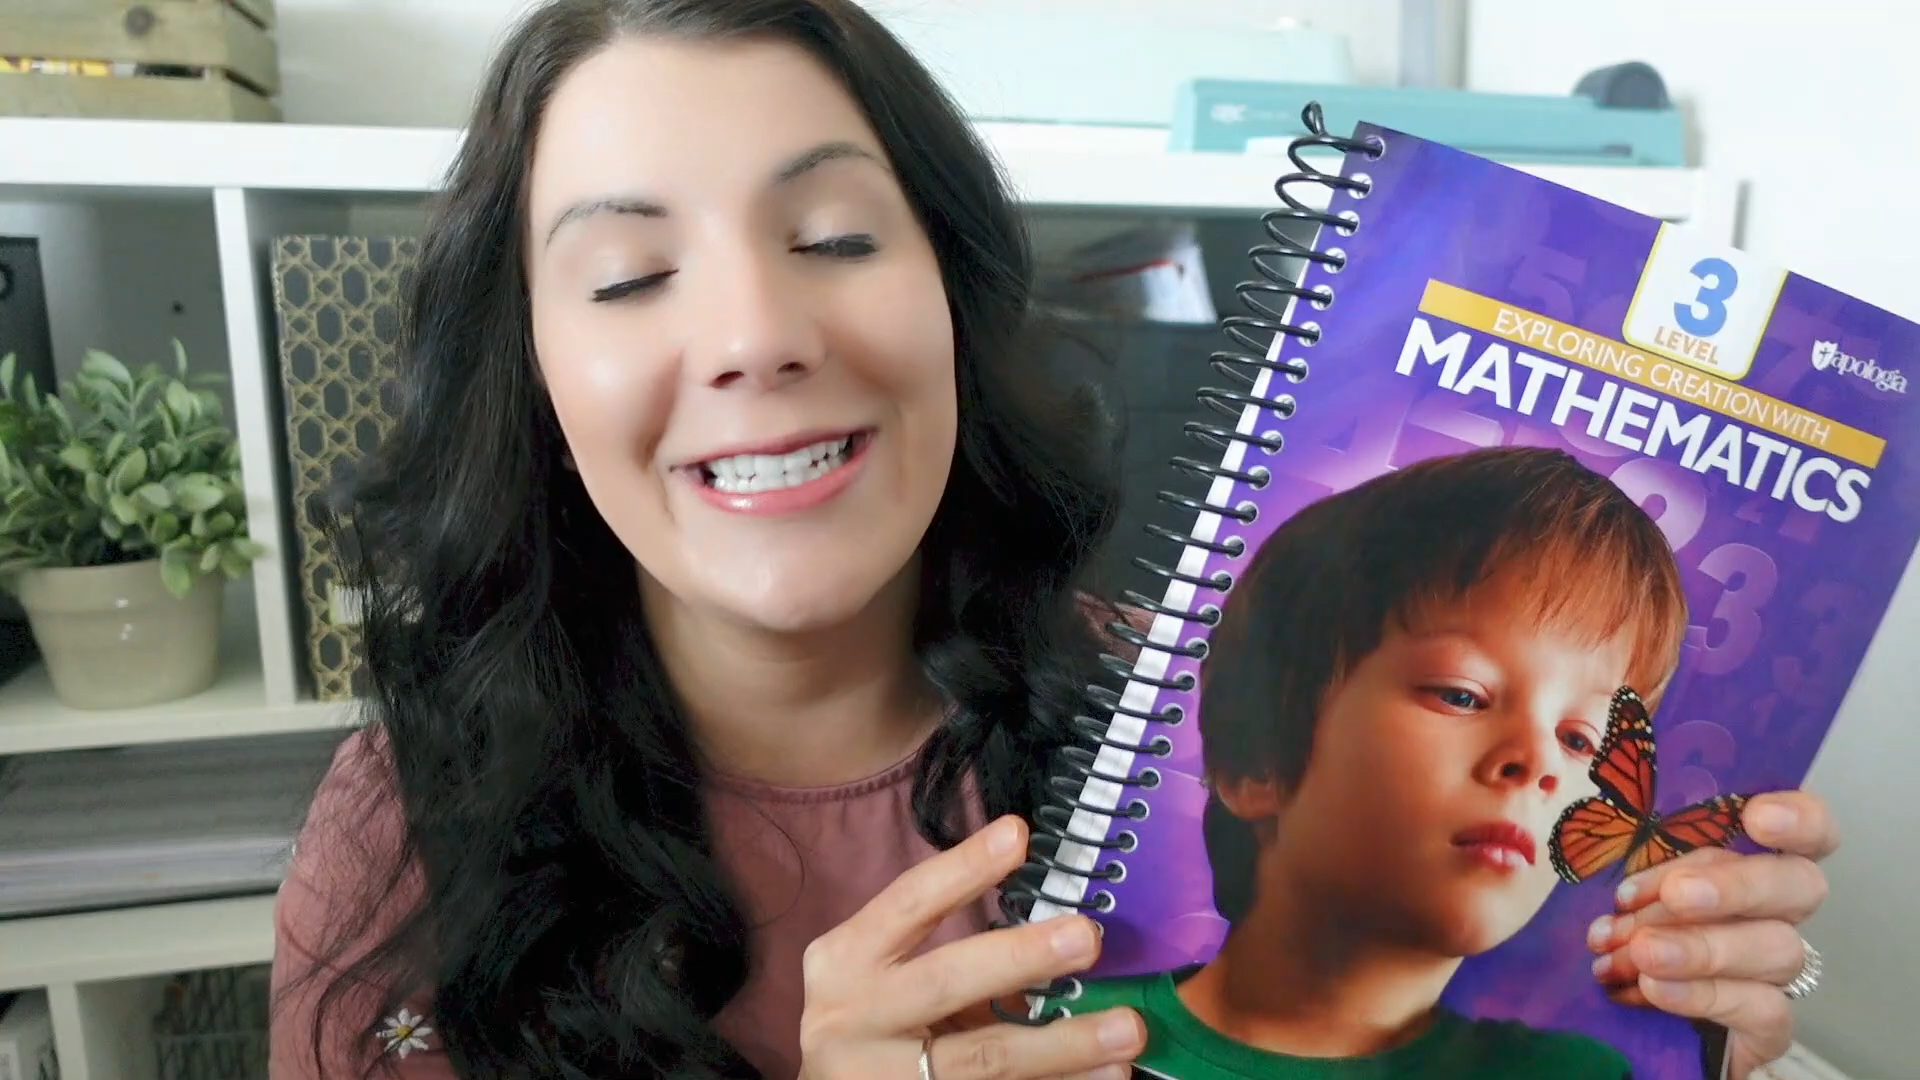 3
LEVEL
EXPLORING CREATION WITH
MATHEMATICS
apologia